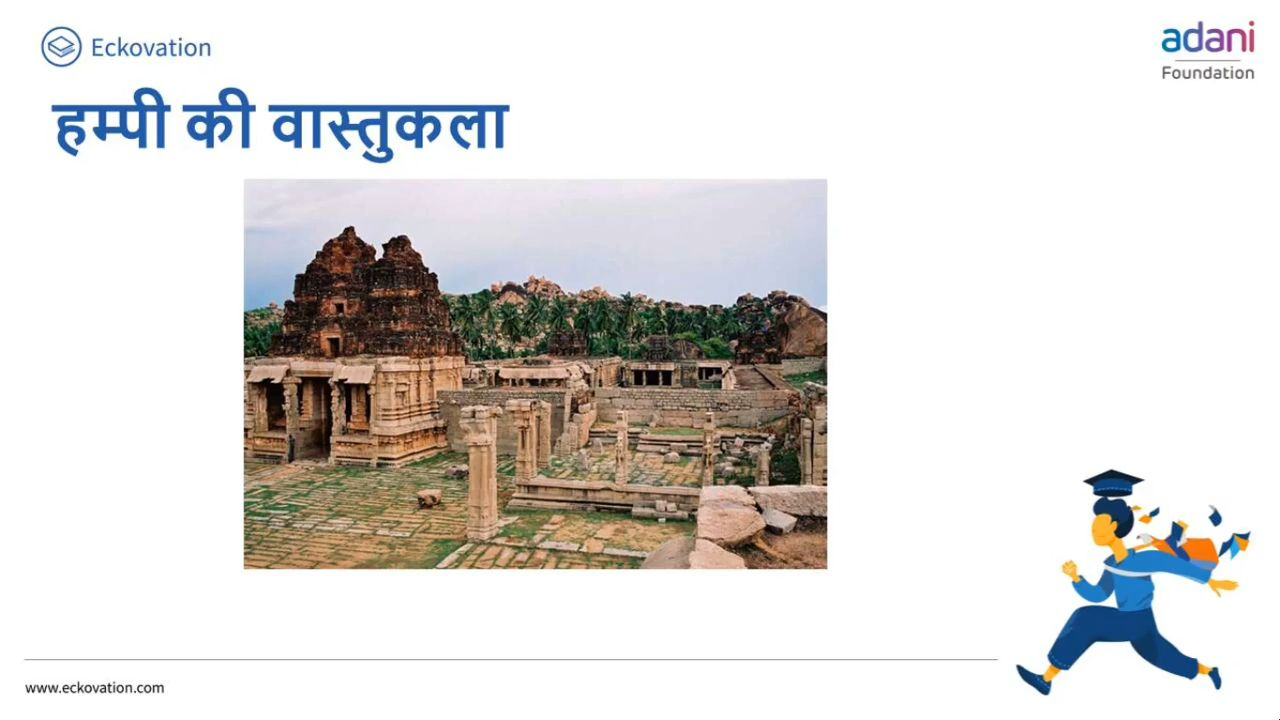 Eckovation
adani
Foundation
हम्पी की वास्तुकला
www.eckovation.com